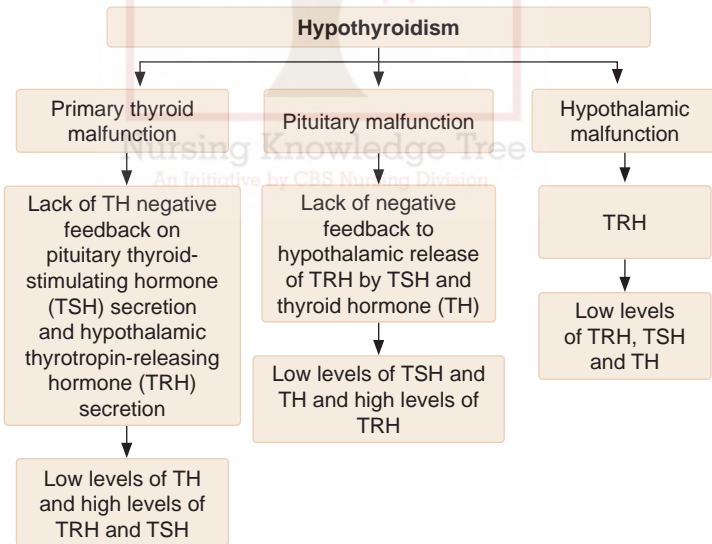 Hypothyroidism
Primary thyroid
malfunction
Pituitary malfunction
Hypothalamic
malfunction
Nursing Knowledge Tree
An Initiative by CBS Nursing Division
Lack of TH negative
feedback on
pituitary thyroid-
stimulating hormone
(TSH) secretion
and hypothalamic
thyrotropin-releasing
hormone (TRH)
secretion
Lack of negative
feedback to
hypothalamic release
of TRH by TSH and
thyroid hormone (TH)
TRH
Low levels
of TRH, TSH
and TH
Low levels of TSH and
TH and high levels of
TRH
Low levels of TH
and high levels of
TRH and TSH